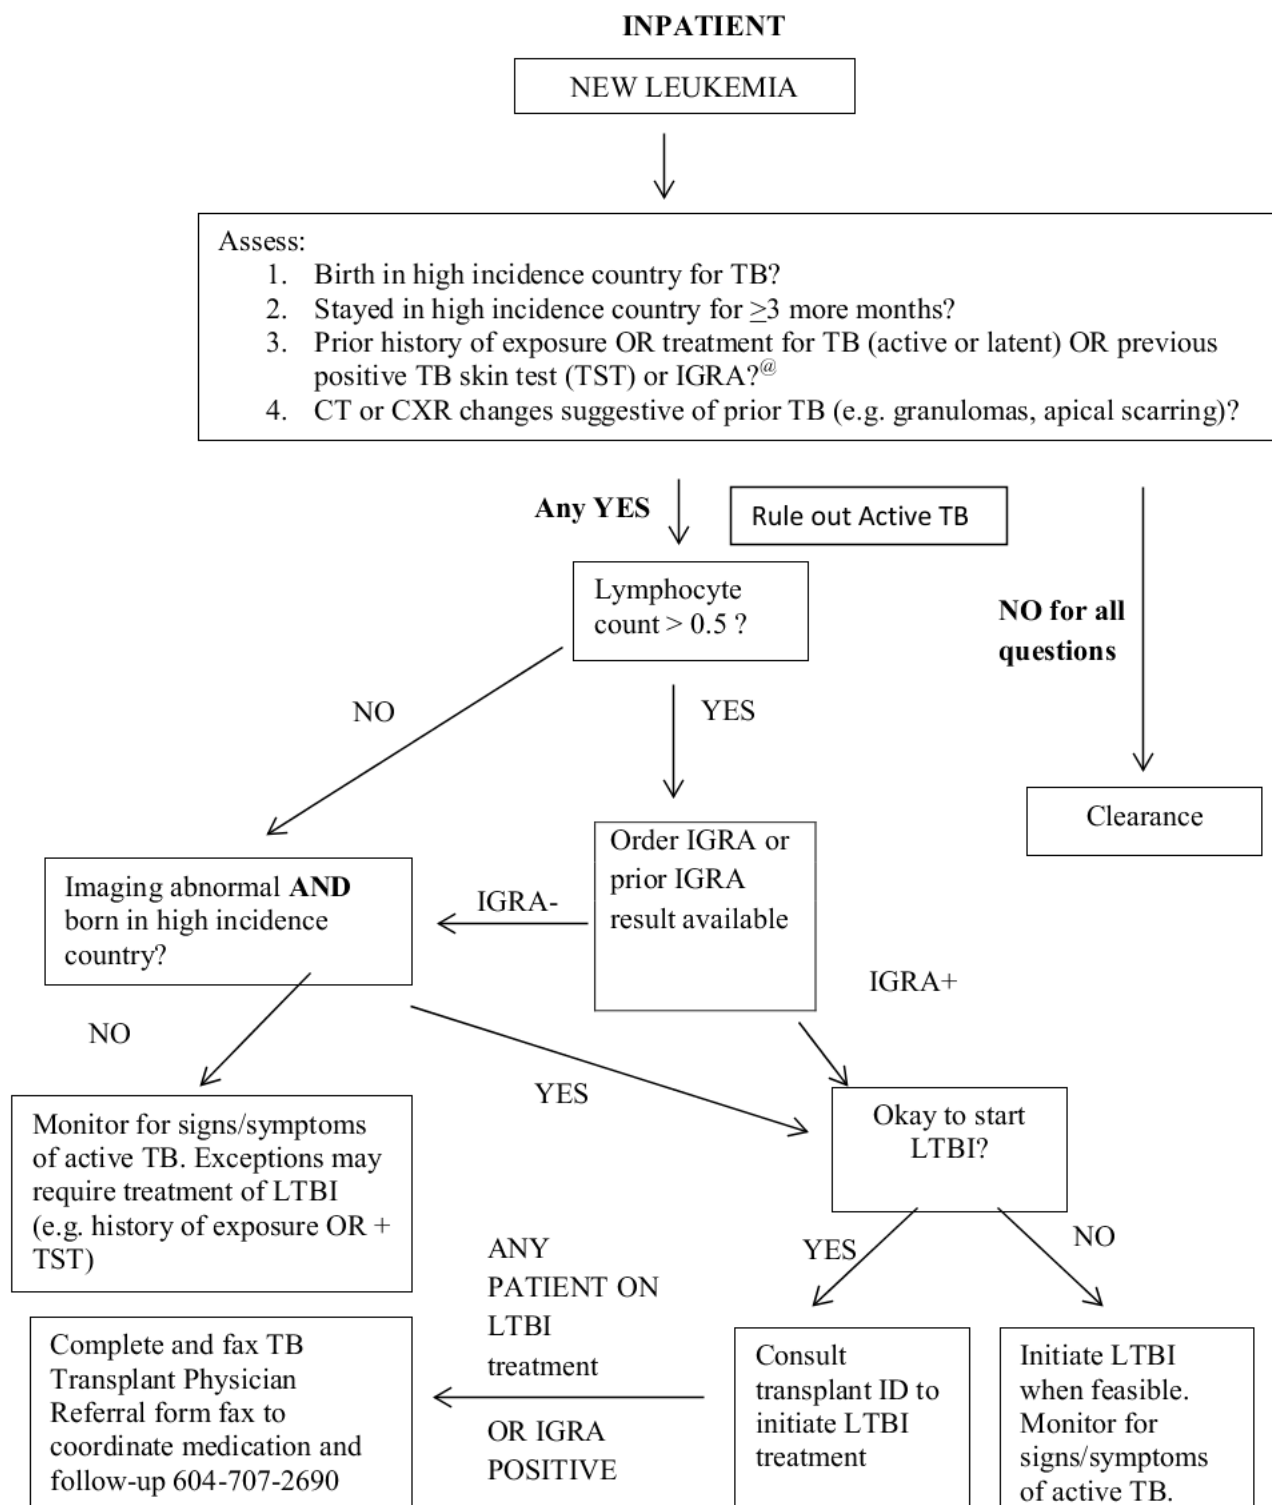 INPATIENT
NEW LEUKEMIA
Assess:
1. Birth in high incidence country for TB?
2. Stayed in high incidence country for ≥3 more months?
3. Prior history of exposure OR treatment for TB (active or latent) OR previous
positive TB skin test (TST) or IGRA?@
4. CT or CXR changes suggestive of prior TB (e.g. granulomas, apical scarring)?
Any YES
Rule out Active TB
Lymphocyte
count > 0.5 ?
NO for all
questions
NO
YES
Clearance
Order IGRA or
prior IGRA
result available
Imaging abnormal AND
born in high incidence
country?
IGRA-
IGRA+
NO
YES
Okay to start
LTBI?
Monitor for signs/symptoms
of active TB. Exceptions may
require treatment of LTBI
(e.g. history of exposure OR +
TST)
YES
NO
ANY
PATIENT ON
LTBI
treatment
OR IGRA
POSITIVE
Complete and fax TB
Transplant Physician
Referral form fax to
coordinate medication and
follow-up 604-707-2690
Consult
transplant ID to
initiate LTBI
treatment
Initiate LTBI
when feasible.
Monitor for
signs/symptoms
of active TB.